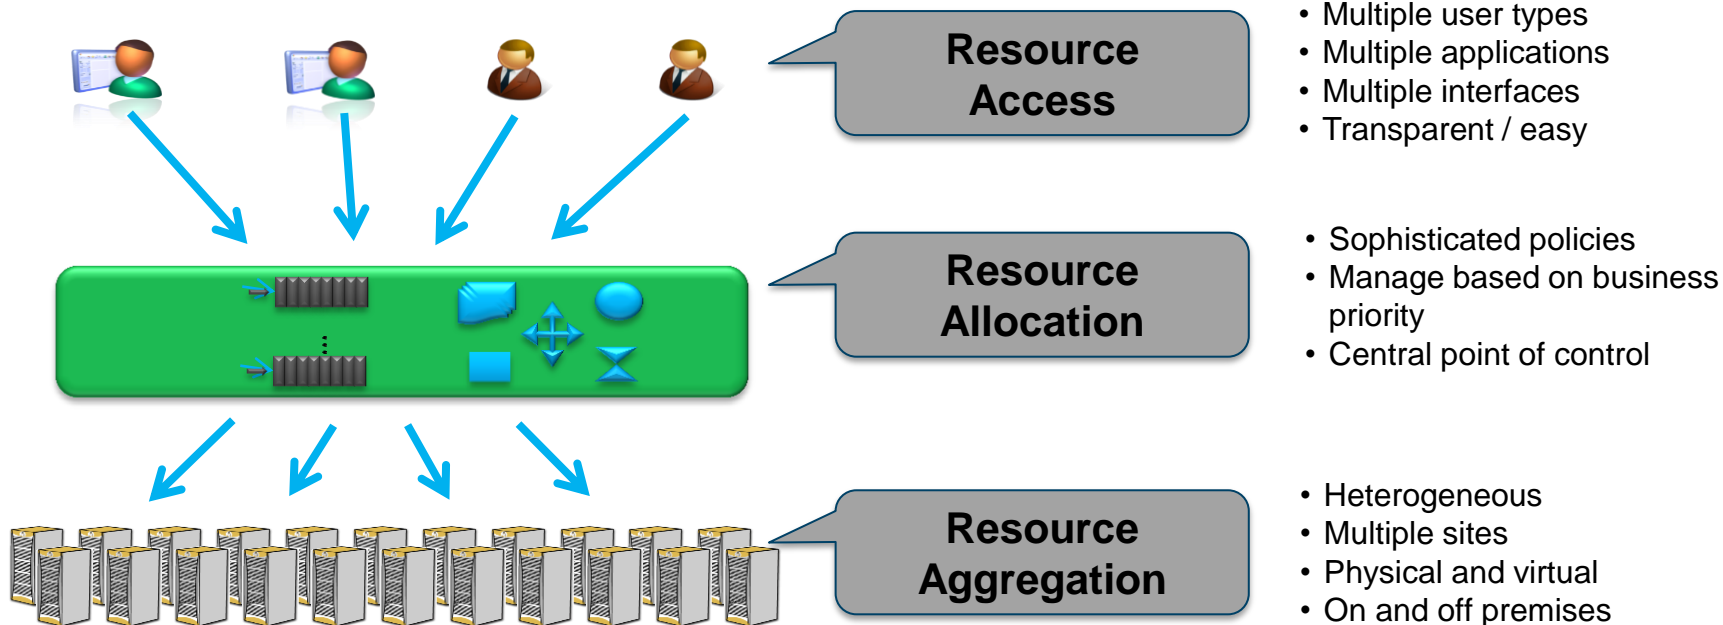 Resource
Access
• Multiple user types
• Multiple applications
• Multiple interfaces
• Transparent / easy
Resource
Allocation
• Sophisticated policies
• Manage based on business
priority
• Central point of control
Resource
Aggregation
• Heterogeneous
• Multiple sites
• Physical and virtual
• On and off premises